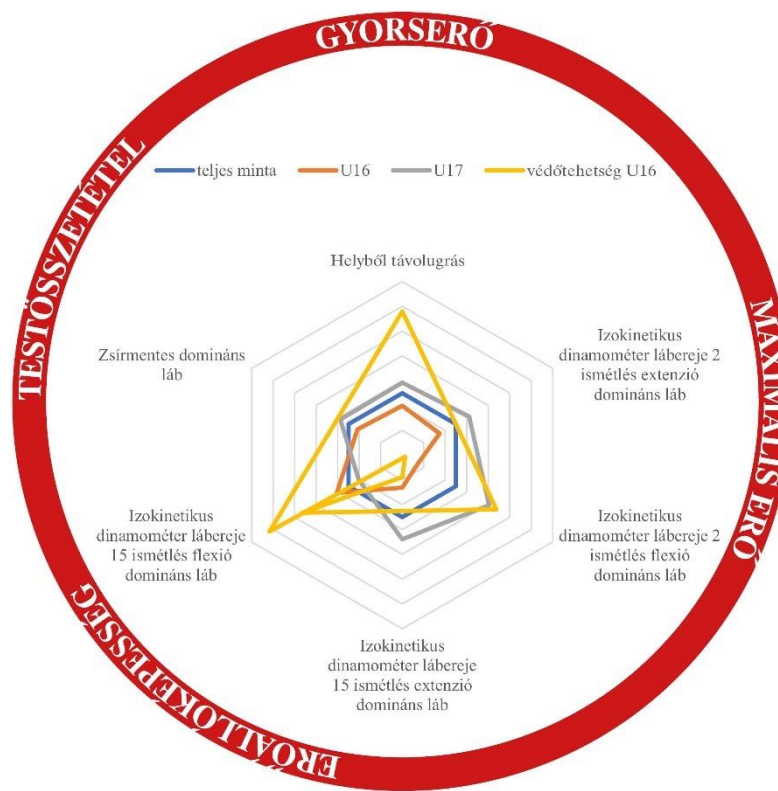 GYORSERŐ
TESTÖSSZETÉTEL
MAXIMÁLIS ERŐ
ERŐÁLLÓKÉPESSÉG
teljes minta
U16
U17
védőtehetség U16
Helyből távolugrás
Izokinetikus
dinamométer lábereje 2
ismétlés extenzió
domináns láb
Zsírmentes domináns
láb
Izokinetikus
dinamométer lábereje
15 ismétlés flexió
domináns láb
Izokinetikus
dinamométer lábereje 2
ismétlés flexió
domináns láb
Izokinetikus
dinamométer lábereje
15 ismétlés extenzió
domináns láb